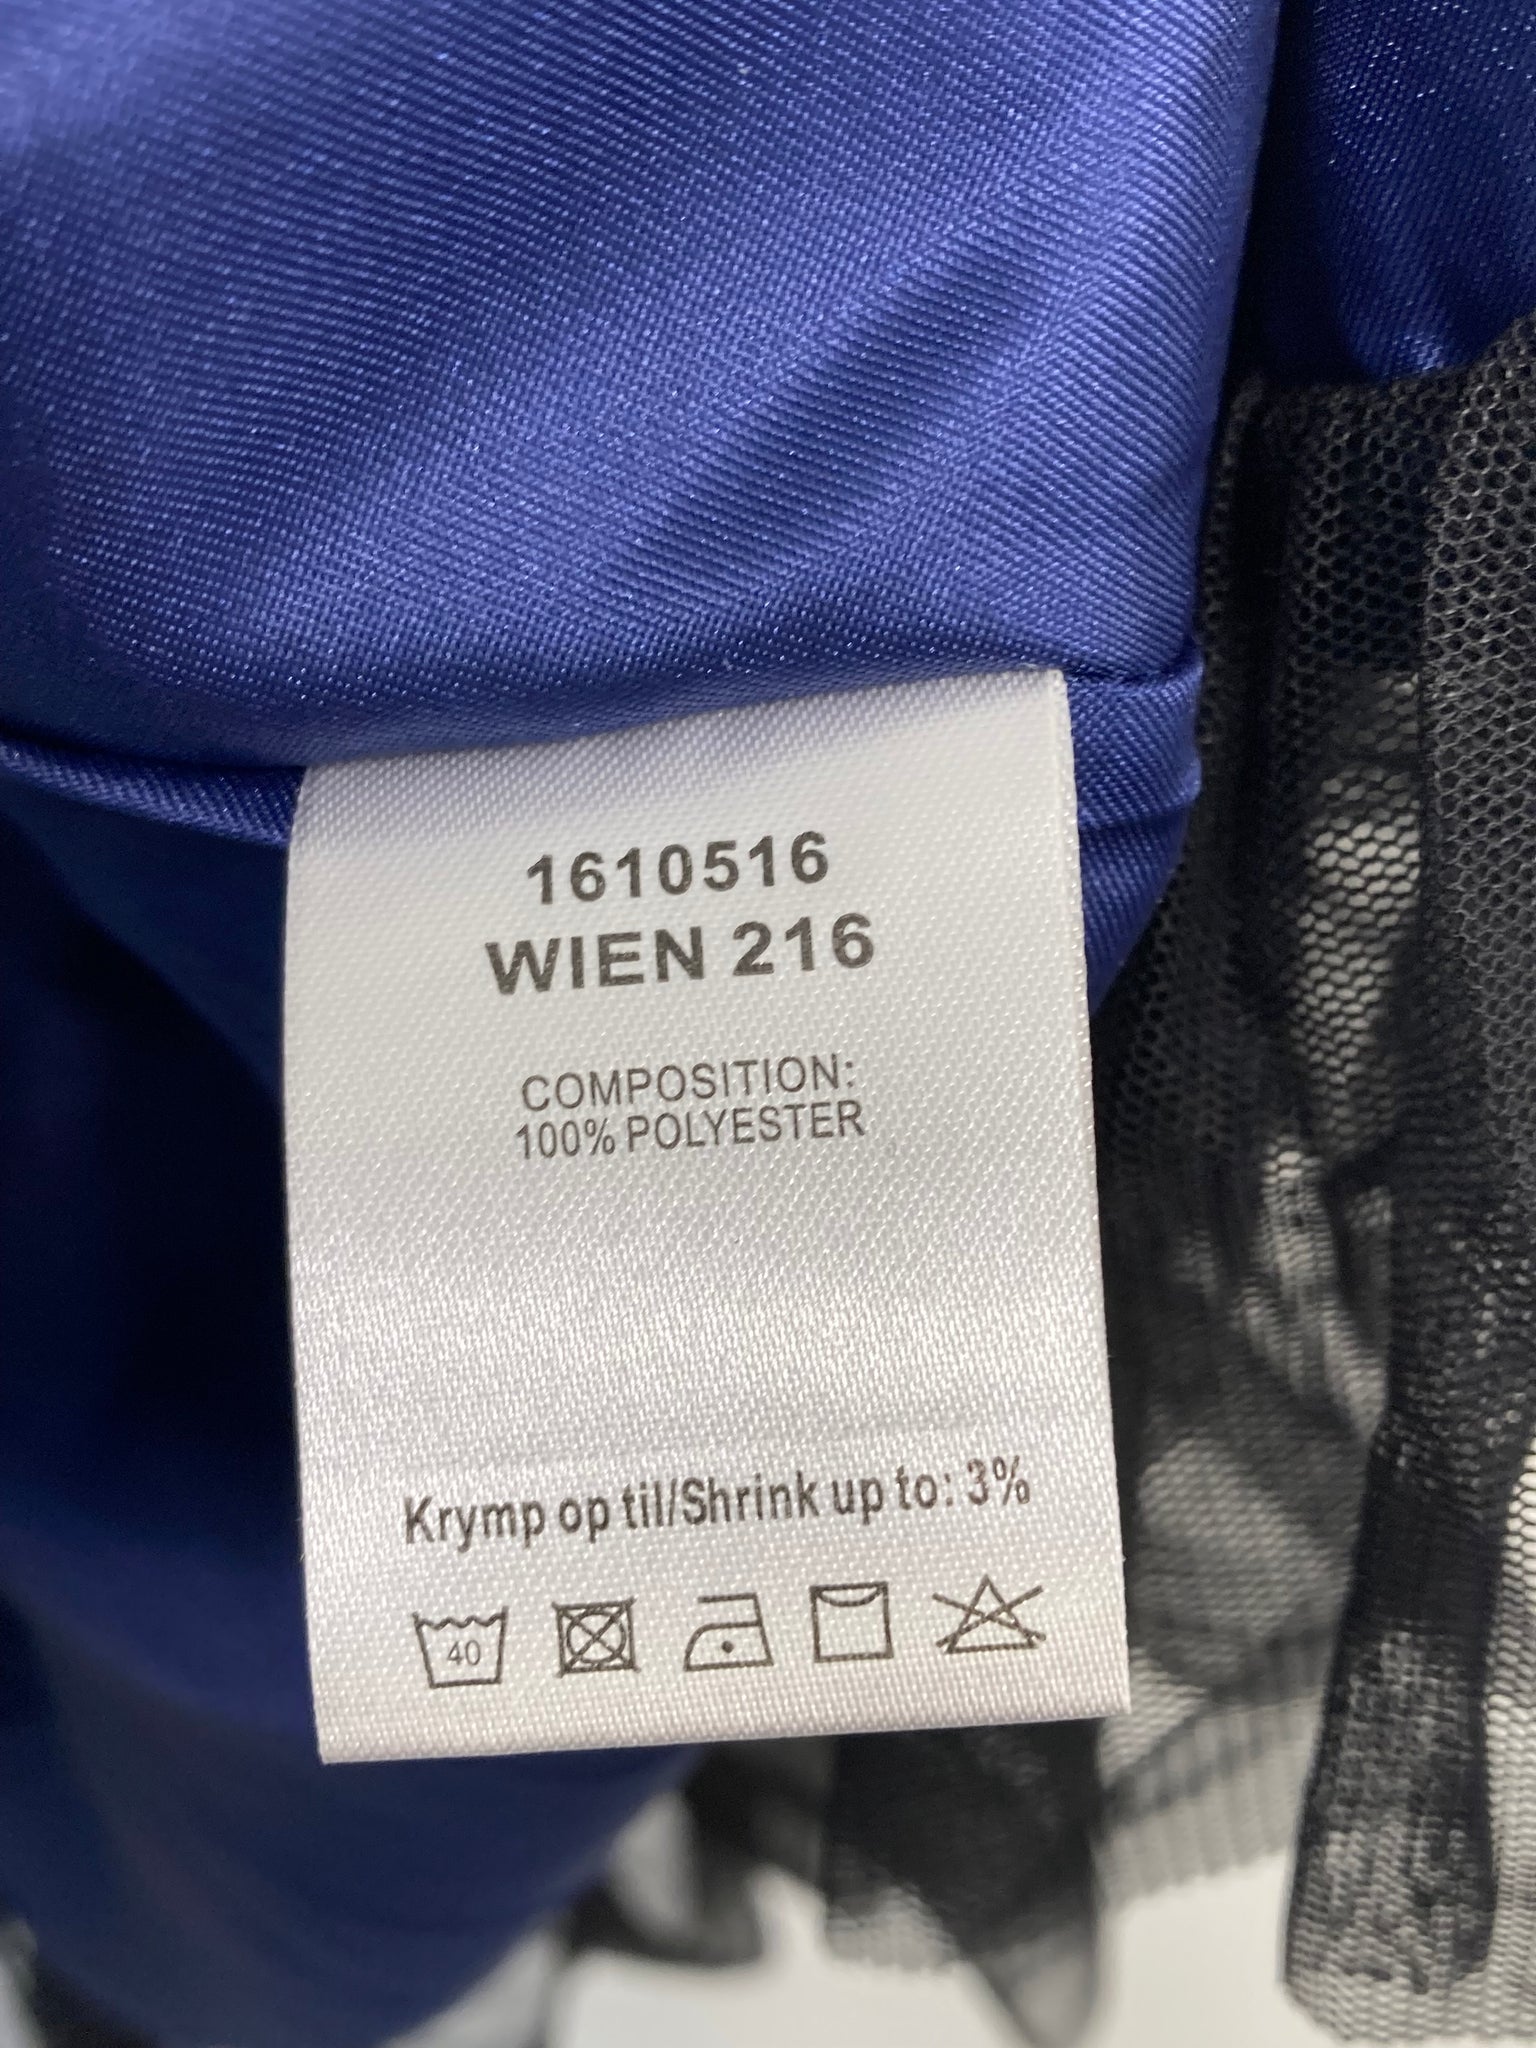 1610516
WIEN 216
COMPOSITION:
100% POLYESTER
Krymp op til/Shrink up to: 3%
40